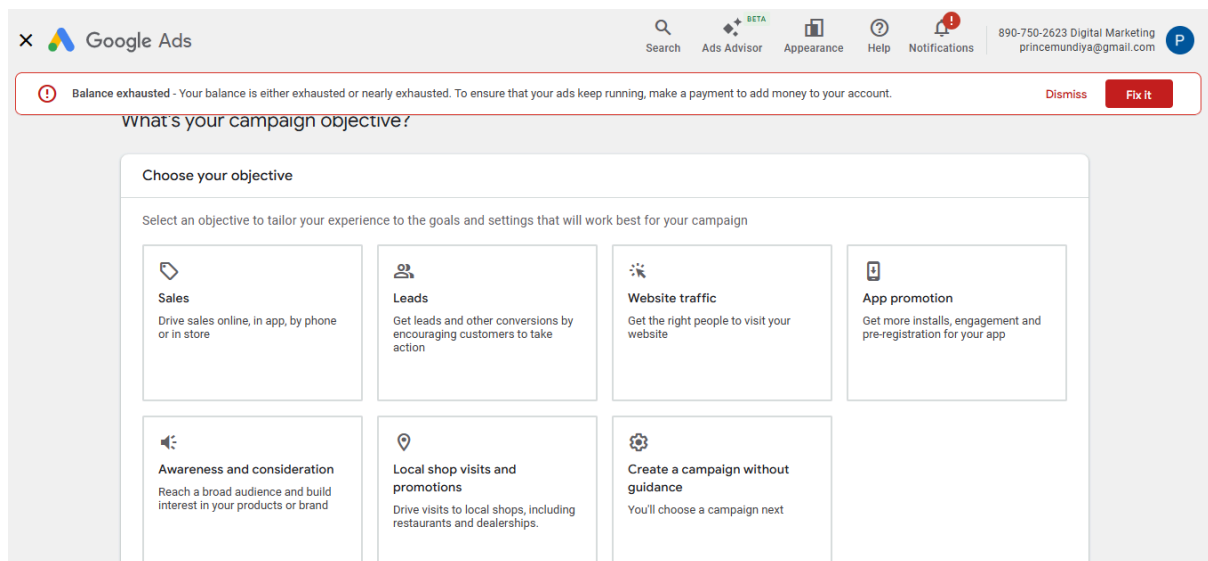 Google Ads
Search
Ads Advisor
BETA
Appearance
Help
Notifications
890-750-2623 Digital Marketing
princemundiya@gmail.com
P
Balance exhausted - Your balance is either exhausted or nearly exhausted. To ensure that your ads keep running, make a payment to add money to your account.
Dismiss
Fix it
What's your campaign objective?
Choose your objective
Select an objective to tailor your experience to the goals and settings that will work best for your campaign
Sales
Drive sales online, in app, by phone
or in store
Leads
Get leads and other conversions by
encouraging customers to take
action
Website traffic
Get the right people to visit your
website
App promotion
Get more installs, engagement and
pre-registration for your app
Awareness and consideration
Reach a broad audience and build
interest in your products or brand
Local shop visits and
promotions
Drive visits to local shops, including
restaurants and dealerships.
Create a campaign without
guidance
You'll choose a campaign next